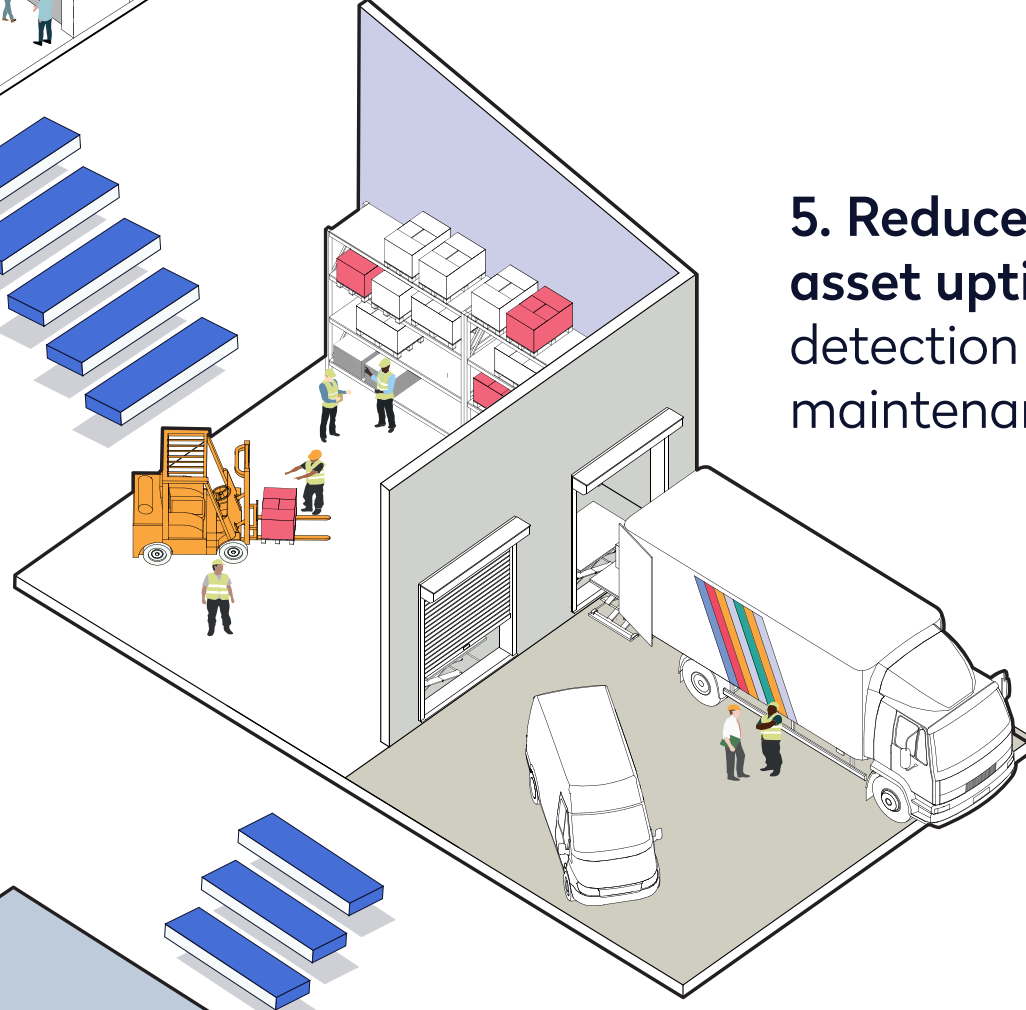 5. Reduce
asset upti
detection
maintenan